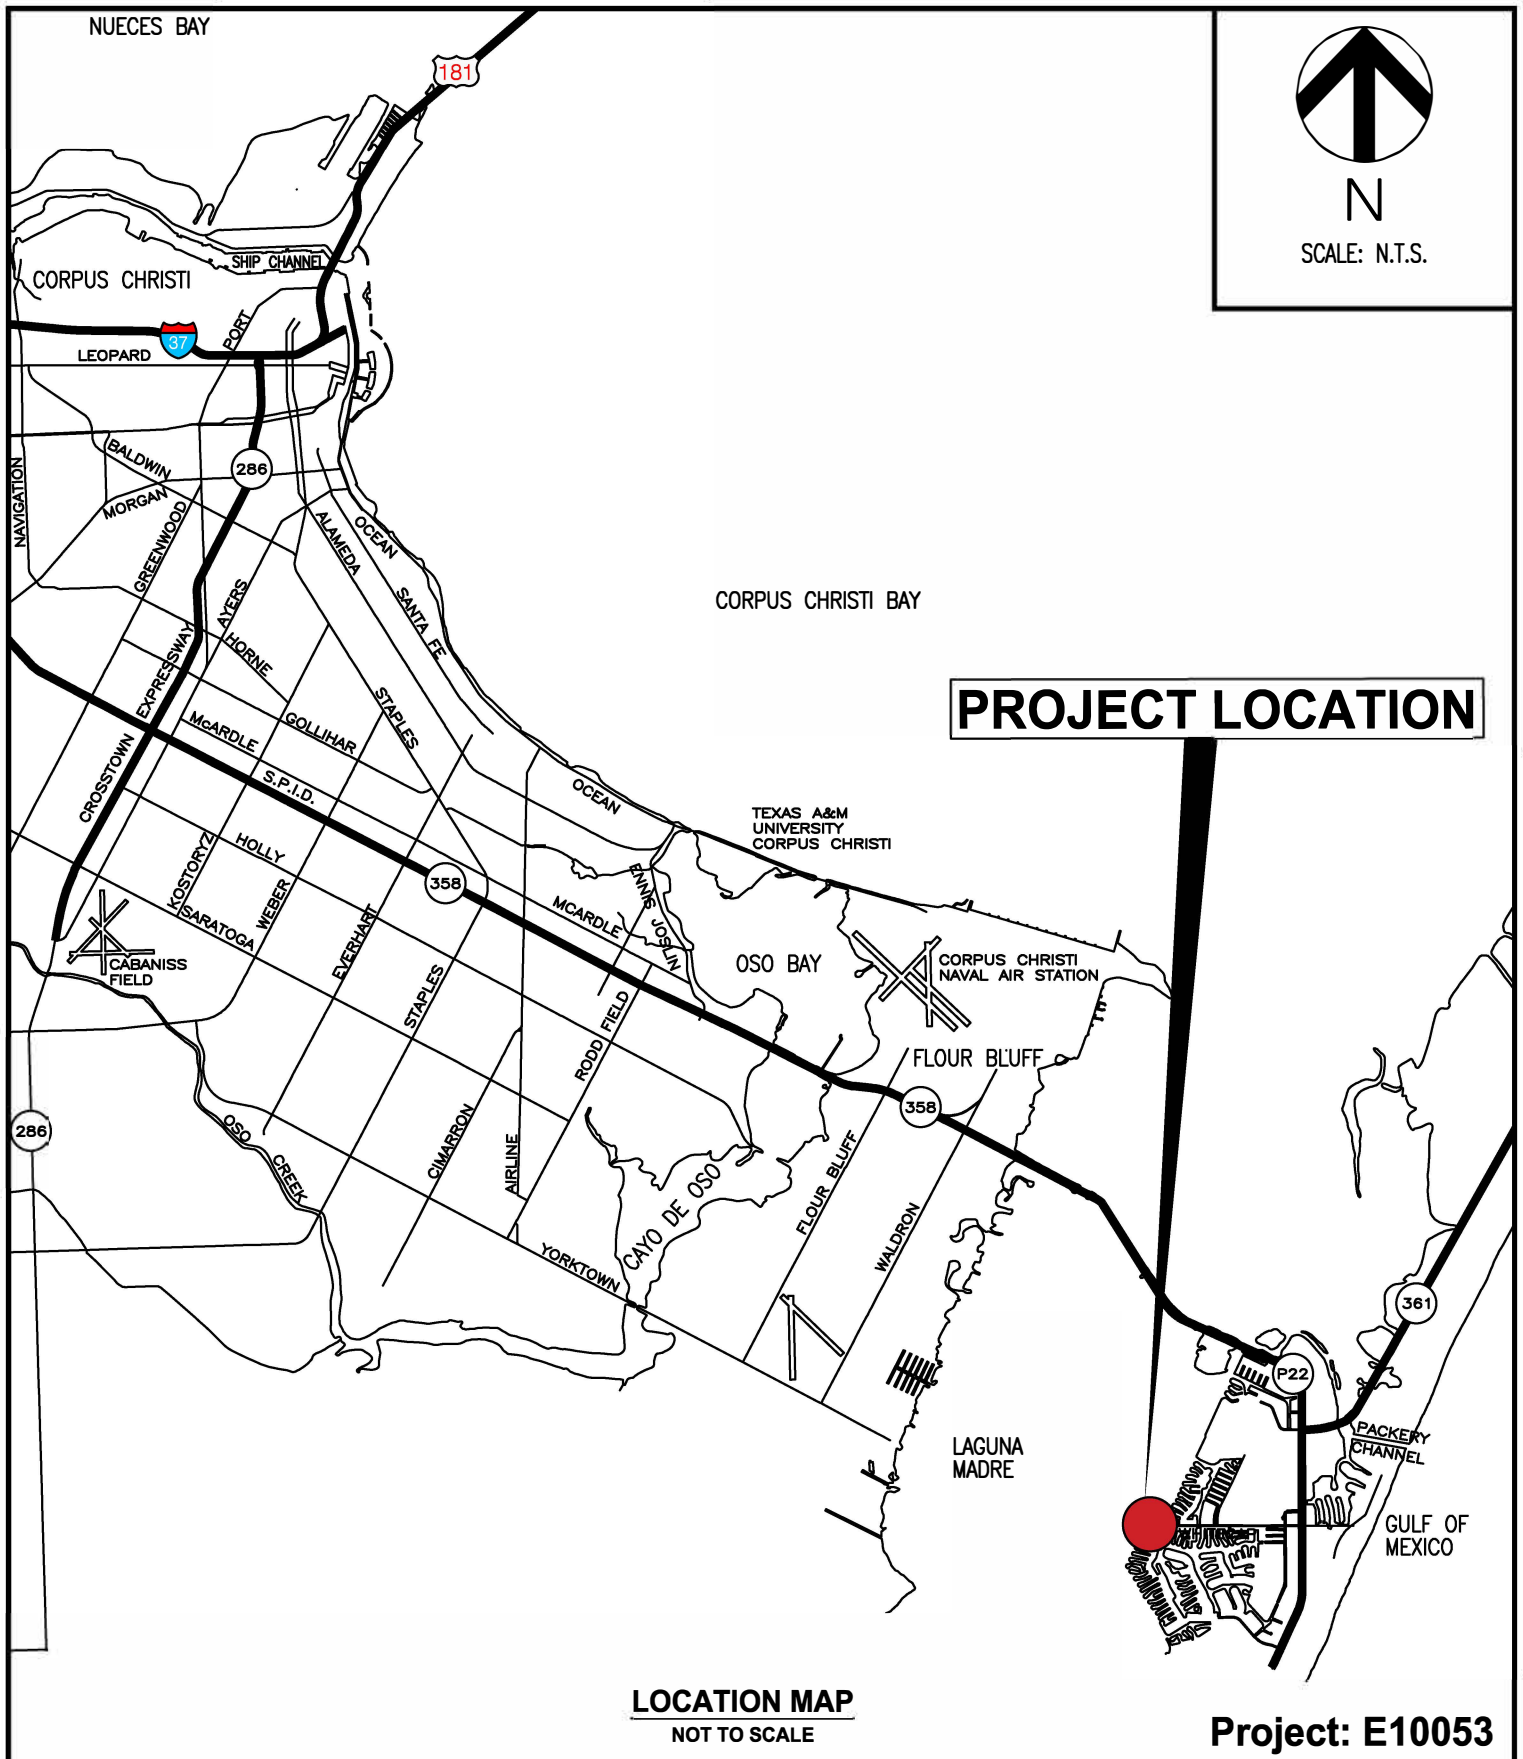 NUECES BAY
181
N
SCALE: N.T.S.
SHIP CHANNEL
CORPUS CHRISTI
PORT
37
LEOPARD
BALDWIN
286
MORGAN
NAVIGATION
GREENWOOD
ALAMEDA
OCEAN
AYERS
SANTA FE
HORNE
CORPUS CHRISTI BAY
EXPRESSWAY
STAPLES
PROJECT LOCATION
McARDLE
GOLLIHAR
CROSSTOWN
S.P.I.D.
OCEAN
TEXAS A&M
UNIVERSITY
CORPUS CHRISTI
KOSTORYZ
HOLLY
358
WEBER
ENNIS JOSLIN
MCARDLE
SARATOGA
EVERHART
CABANISS
FIELD
OSO BAY
CORPUS CHRISTI
NAVAL AIR STATION
STAPLES
RODD FIELD
FLOUR BLUFF
358
286
OSO
CREEK
CIMARRON
AIRLINE
CAYO DE OSO
FLOUR BLUFF
WALDRON
YORKTOWN
361
P22
PACKERY
CHANNEL
LAGUNA
MADRE
GULF OF
MEXICO
LOCATION MAP
NOT TO SCALE
Project: E10053